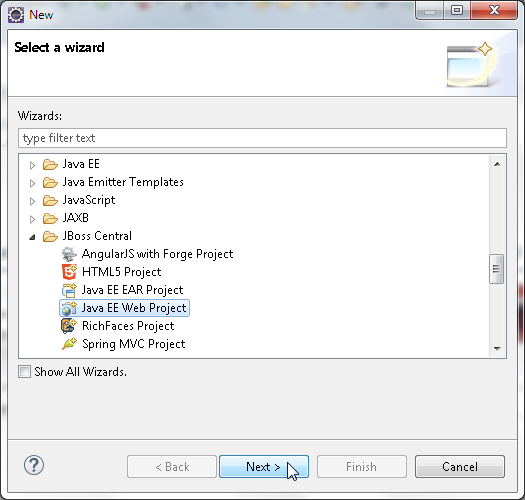 New
Select a wizard
Wizards:
type filter text
Java EE
Java Emitter Templates
JavaScript
JAXB
JBoss Central
AngularJS with Forge Project
HTML5 Project
Java EE EAR Project
Java EE Web Project
RichFaces Project
Spring MVC Project
Show All Wizards.
< Back Next > Finish Cancel